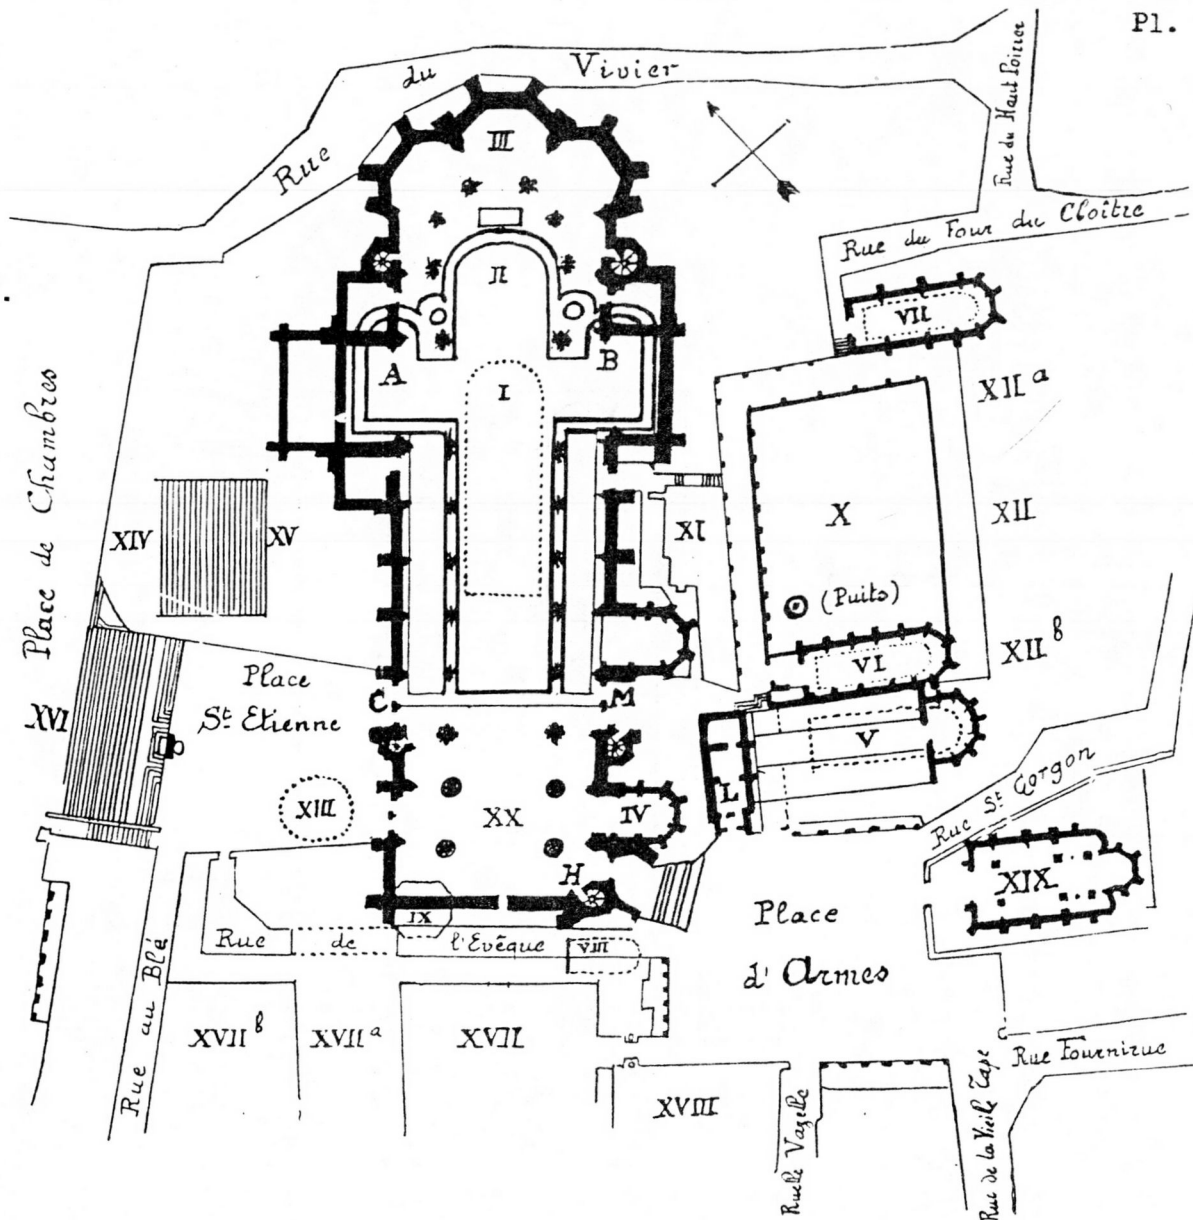 Pl.
Rue du Vivier
Rue du Haut Poirier
Rue du Four du Cloître
III
II
VII
A
B
I
XII a
Place de Chambres
XIV
XV
XI
X
XII
(Puits)
VI
XII b
Place
St Etienne
C
M
XVI
V
L
Rue St Gorgon
XIII
XX
IV
XIX
H
IX
Place
d'Armes
Rue de l'Evêque
VIII
Rue au Blé
XVII b
XVII a
XVII
XVIII
Rue Fournirue
Ruelle Vazelle
Rue de la Vieile Tape